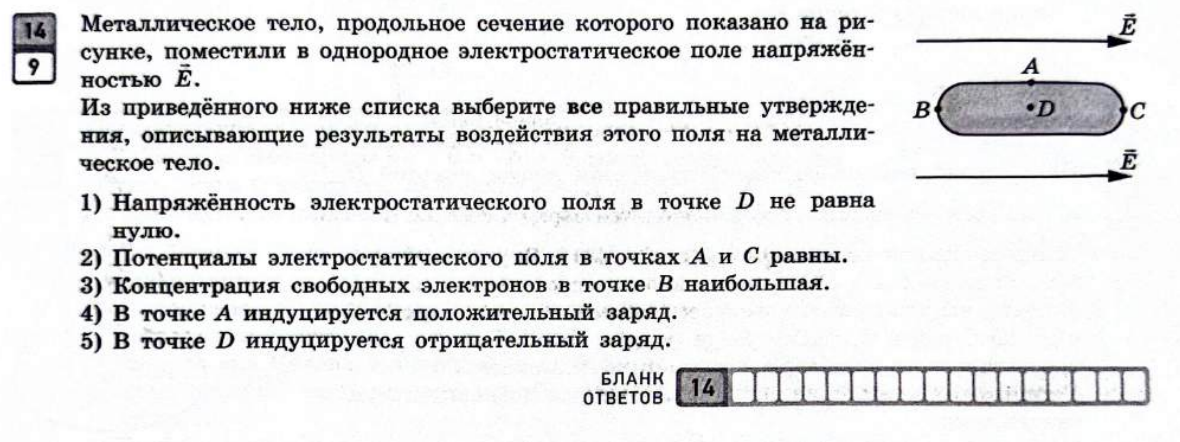 14
9
Металлическое тело, продольное сечение которого показано на ри-
сунке, поместили в однородное электростатическое поле напряжён-
ностью E⃗.
Из приведённого ниже списка выберите все правильные утвержде-
ния, описывающие результаты воздействия этого поля на металли-
ческое тело.
E⃗
A
B
D
C
E⃗
1) Напряжённость электростатического поля в точке D не равна
нулю.
2) Потенциалы электростатического поля в точках A и C равны.
3) Концентрация свободных электронов в точке B наибольшая.
4) В точке A индуцируется положительный заряд.
5) В точке D индуцируется отрицательный заряд.
БЛАНК
ОТВЕТОВ
14